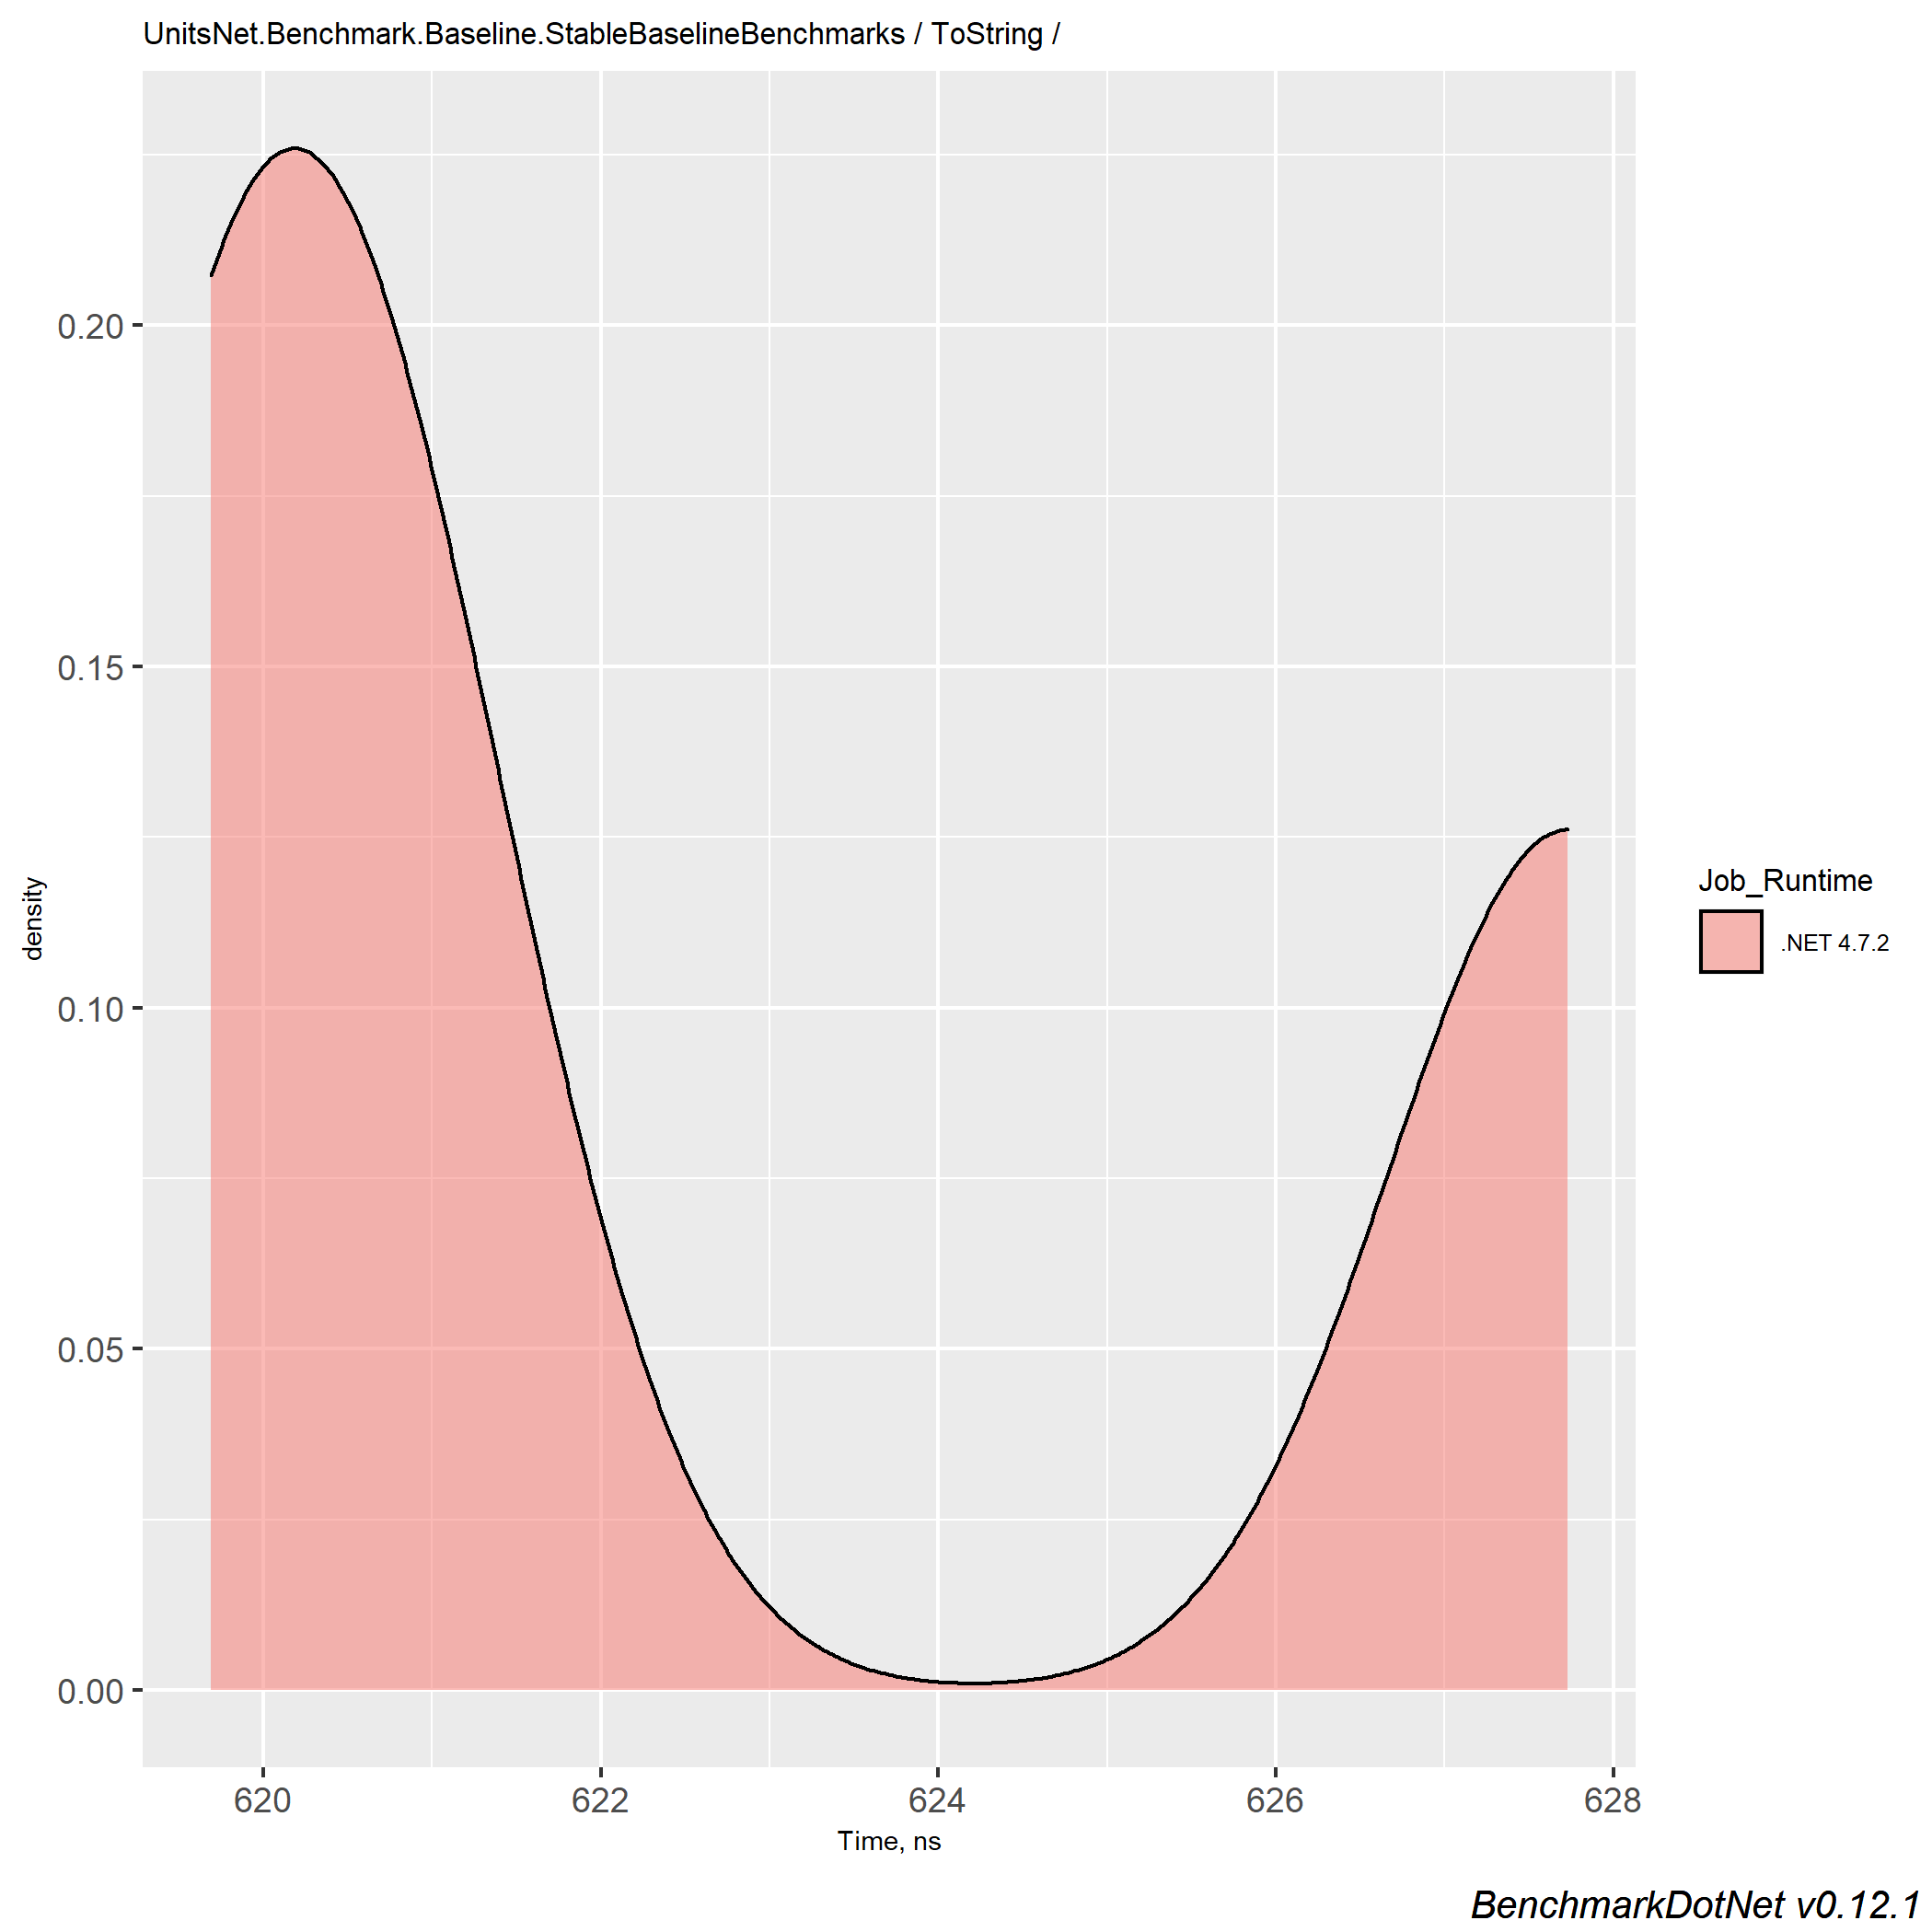 UnitsNet.Benchmark.Baseline.StableBaselineBenchmarks / ToString /
density
0.20
0.15
0.10
0.05
0.00
620 622 624 626 628
Time, ns
Job_Runtime
.NET 4.7.2
BenchmarkDotNet v0.12.1